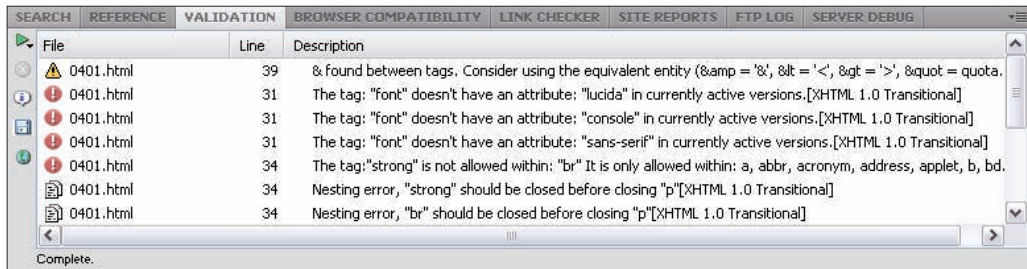 SEARCH REFERENCE VALIDATION BROWSER COMPATIBILITY LINK CHECKER SITE REPORTS FTP LOG SERVER DEBUG
File Line Description
0401.html 39 & found between tags. Consider using the equivalent entity (&amp = '&', &lt = '<', &gt = '>', &quot = quota.
0401.html 31 The tag: "font" doesn't have an attribute: "lucida" in currently active versions.[XHTML 1.0 Transitional]
0401.html 31 The tag: "font" doesn't have an attribute: "console" in currently active versions.[XHTML 1.0 Transitional]
0401.html 31 The tag: "font" doesn't have an attribute: "sans-serif" in currently active versions.[XHTML 1.0 Transitional]
0401.html 34 The tag:"strong" is not allowed within: "br" It is only allowed within: a, abbr, acronym, address, applet, b, bd.
0401.html 34 Nesting error, "strong" should be closed before closing "p"[XHTML 1.0 Transitional]
0401.html 34 Nesting error, "br" should be closed before closing "p"[XHTML 1.0 Transitional]
Complete.